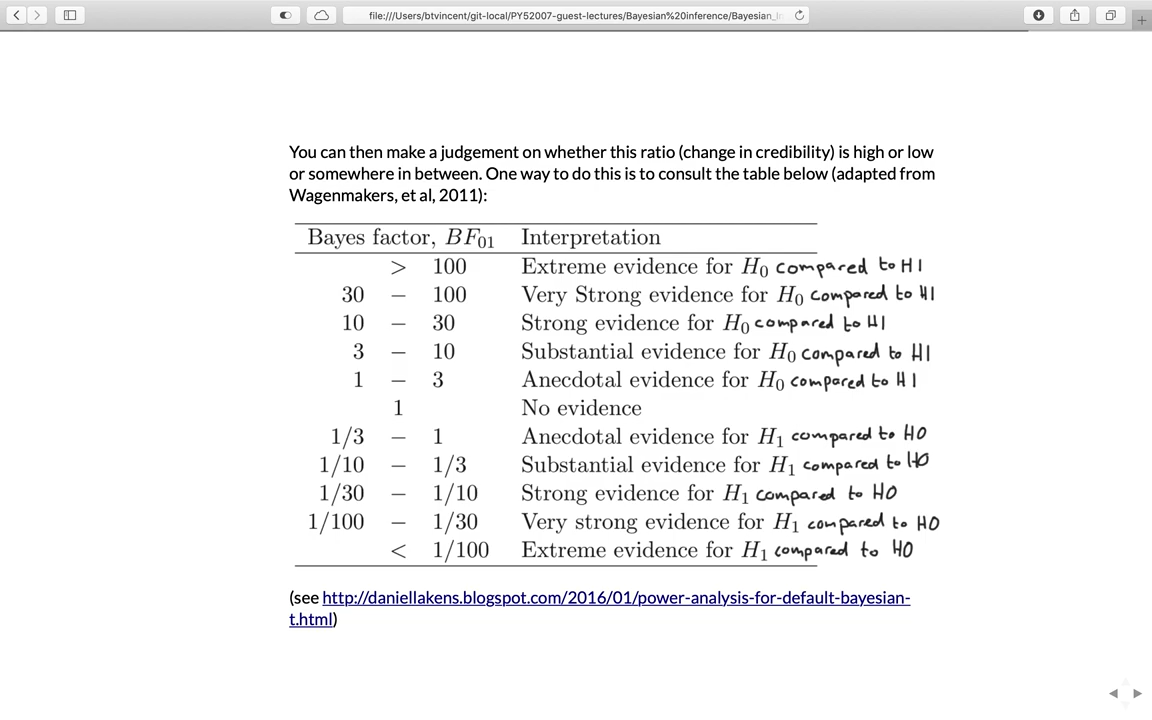 file:///Users/btvincent/git-local/PY52007-guest-lectures/Bayesian%20inference/Bayesian_
You can then make a judgement on whether this ratio (change in credibility) is high or low
or somewhere in between. One way to do this is to consult the table below (adapted from
Wagenmakers, et al, 2011):
Bayes factor, BF01 Interpretation
> 100 Extreme evidence for H0 compared to H1
30 – 100 Very Strong evidence for H0 compared to H1
10 – 30 Strong evidence for H0 compared to H1
3 – 10 Substantial evidence for H0 compared to H1
1 – 3 Anecdotal evidence for H0 compared to H1
1 No evidence
1/3 – 1 Anecdotal evidence for H1 compared to H0
1/10 – 1/3 Substantial evidence for H1 compared to H0
1/30 – 1/10 Strong evidence for H1 compared to H0
1/100 – 1/30 Very strong evidence for H1 compared to H0
< 1/100 Extreme evidence for H1 compared to H0
(see http://daniellakens.blogspot.com/2016/01/power-analysis-for-default-bayesian-
t.html)